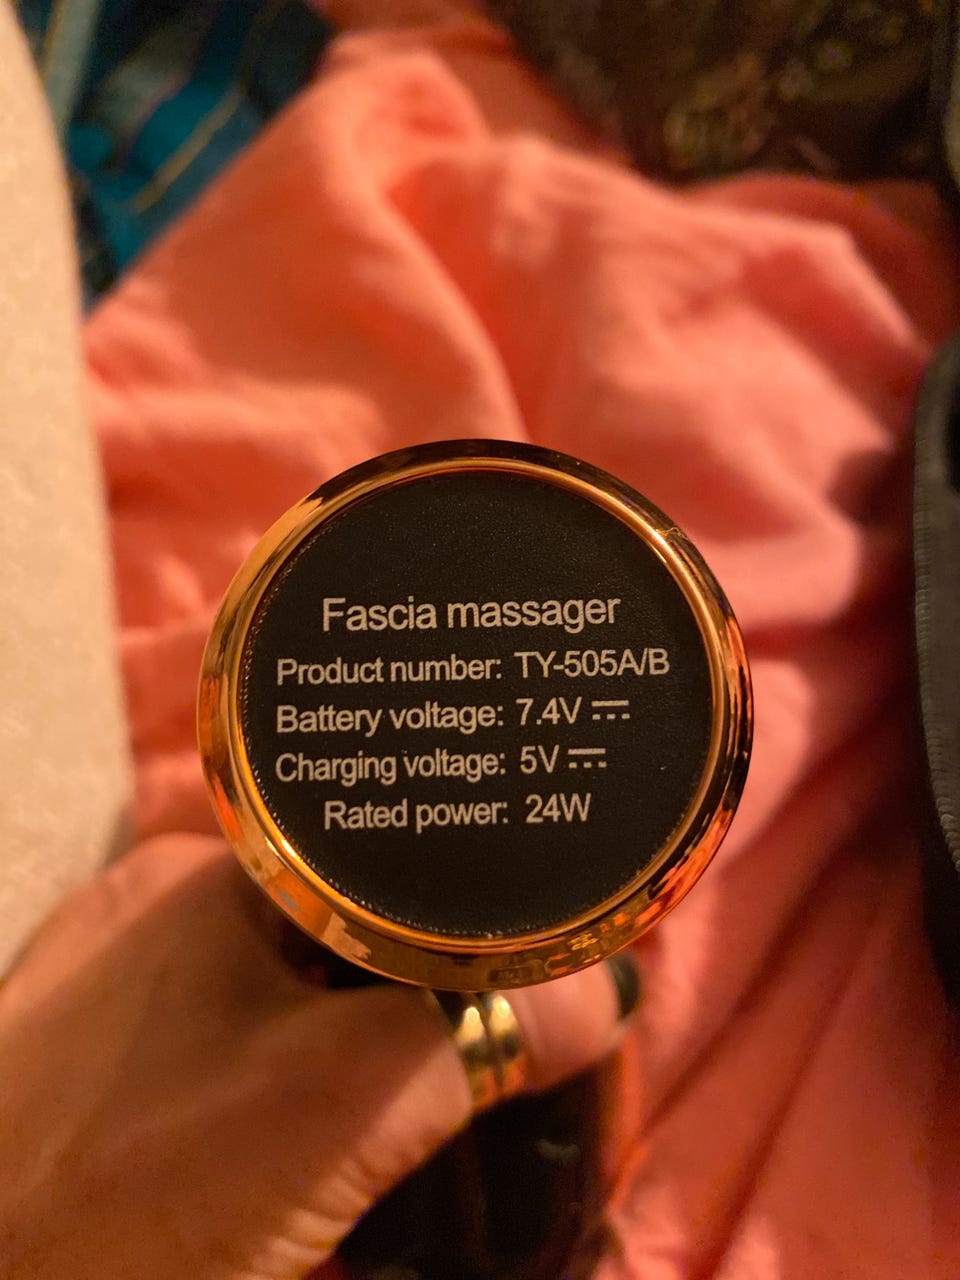 Fascia massager
Product number: TY-505A/B
Battery voltage: 7.4V ⎓
Charging voltage: 5V ⎓
Rated power: 24W